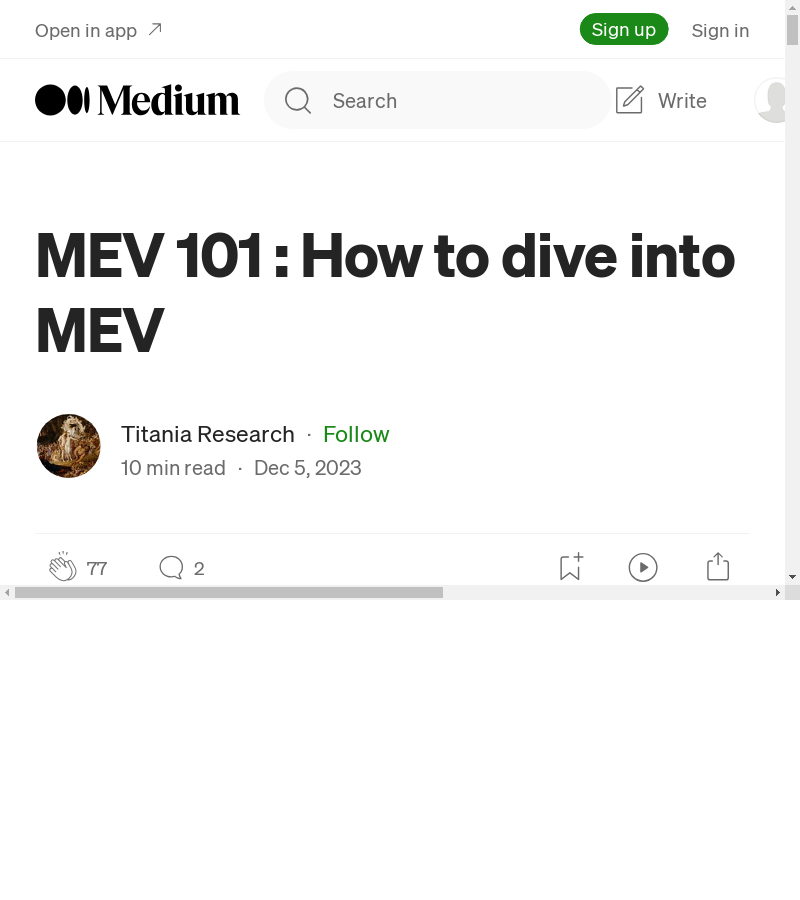 Open in app
Sign up
Sign in
Medium
Search
Write
MEV 101 : How to dive into
MEV
Titania Research · Follow
10 min read · Dec 5, 2023
77
2